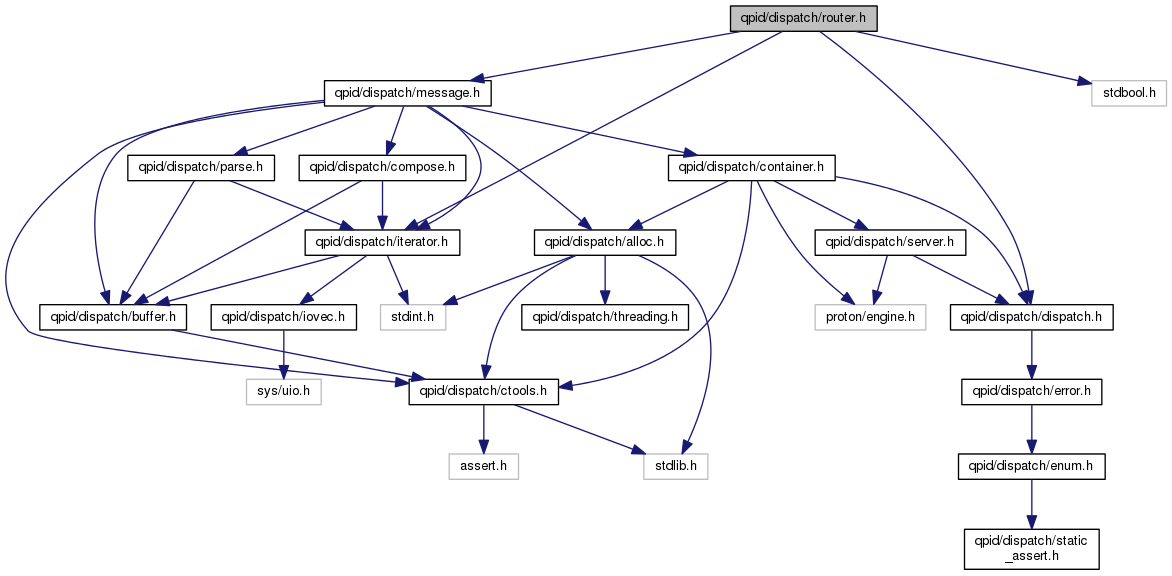 qpid/dispatch/router.h
qpid/dispatch/message.h
stdbool.h
qpid/dispatch/parse.h
qpid/dispatch/compose.h
qpid/dispatch/container.h
qpid/dispatch/iterator.h
qpid/dispatch/alloc.h
qpid/dispatch/server.h
qpid/dispatch/buffer.h
qpid/dispatch/iovec.h
stdint.h
qpid/dispatch/threading.h
proton/engine.h
qpid/dispatch/dispatch.h
sys/uio.h
qpid/dispatch/ctools.h
qpid/dispatch/error.h
assert.h
stdlib.h
qpid/dispatch/enum.h
qpid/dispatch/static
_assert.h